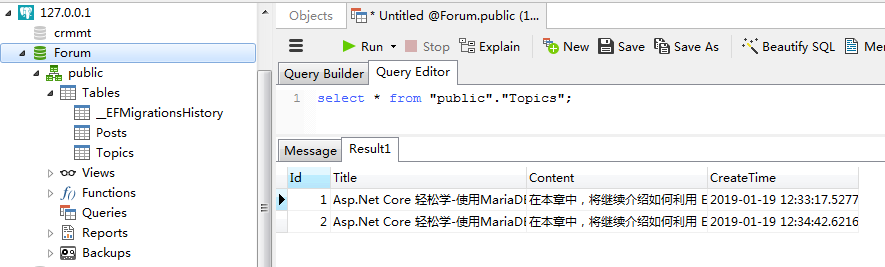 127.0.0.1
crmmt
Forum
public
Tables
__EFMigrationsHistory
Posts
Topics
Views
Functions
Queries
Reports
Backups
Objects
* Untitled @Forum.public (1...
Run
Stop
Explain
New
Save
Save As
Beautify SQL
Query Builder
Query Editor
1 select * from "public"."Topics";
Message
Result1
Id Title Content CreateTime
1 Asp.Net Core 轻松学-使用MariaDB 在本章中，将继续介绍如何利用 E 2019-01-19 12:33:17.5277
2 Asp.Net Core 轻松学-使用MariaDB 在本章中，将继续介绍如何利用 E 2019-01-19 12:34:42.6216